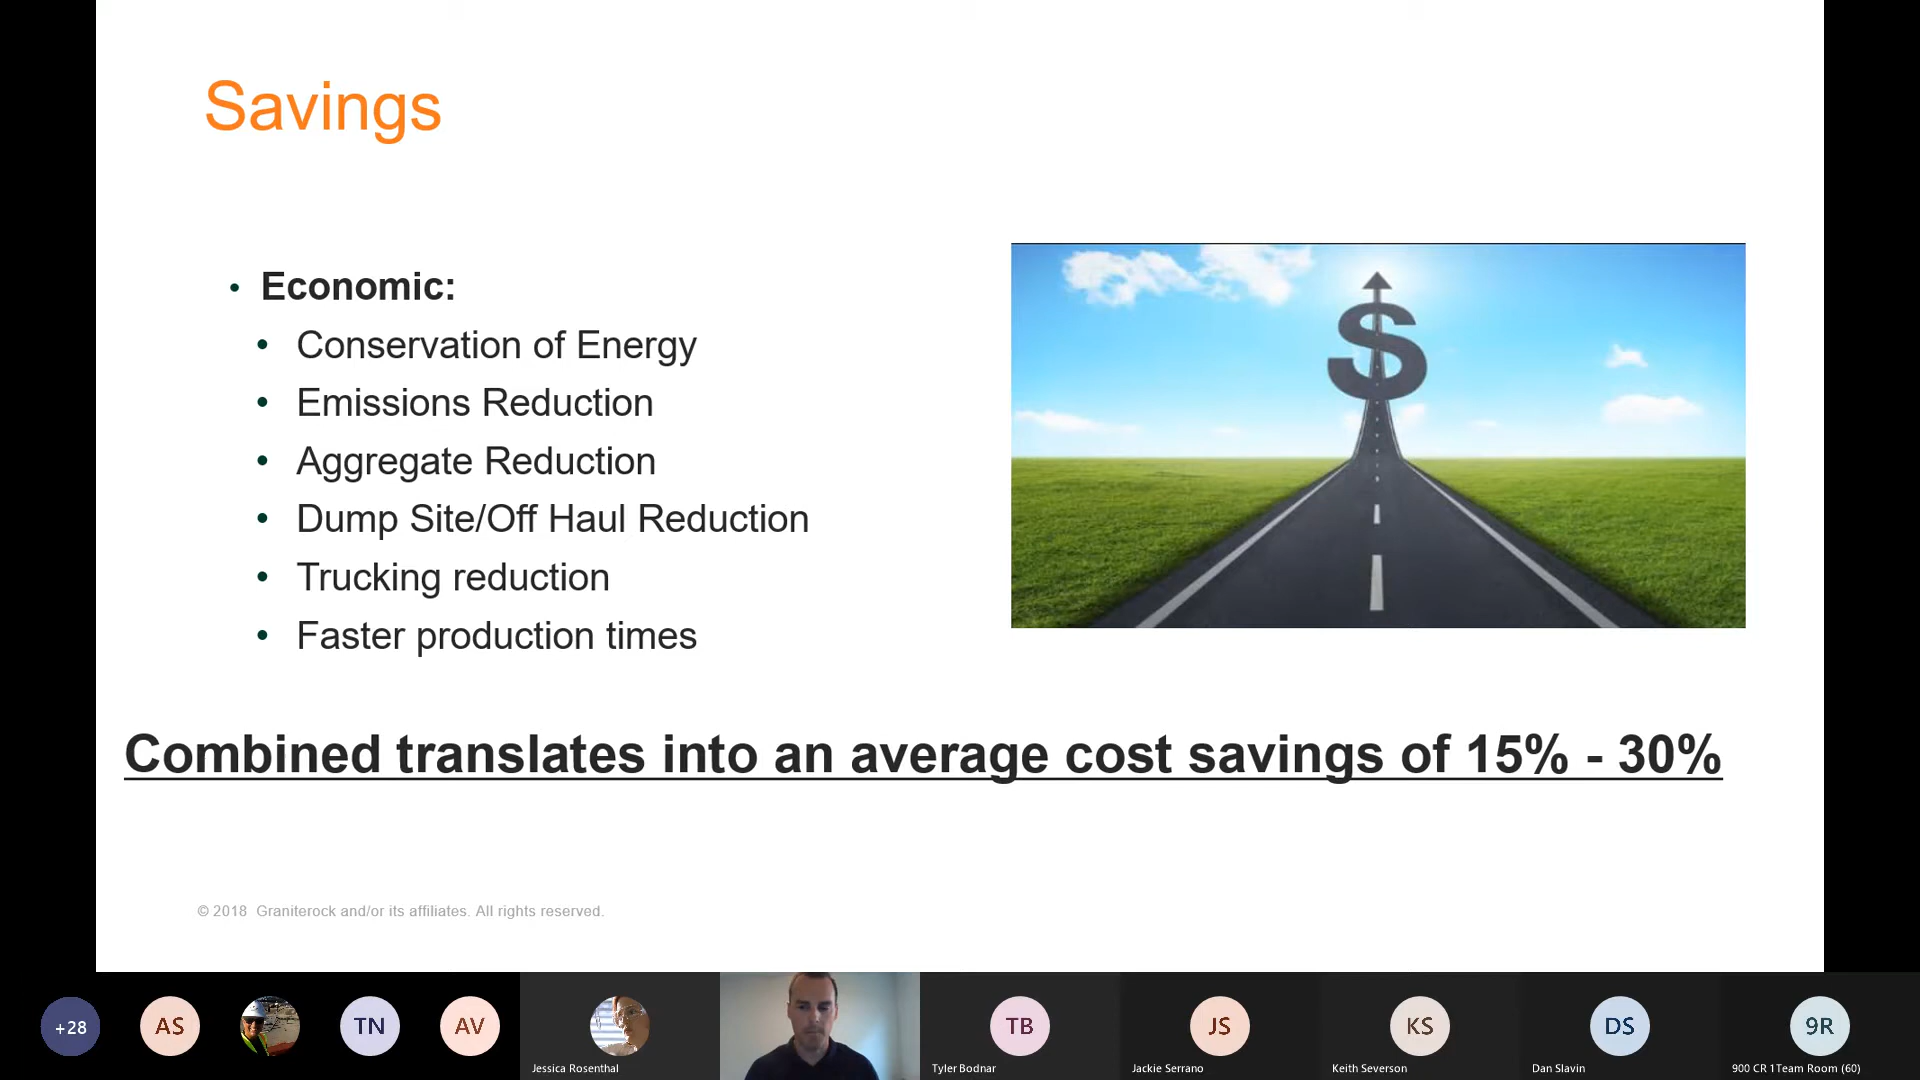 Savings
• Economic:
• Conservation of Energy
• Emissions Reduction
• Aggregate Reduction
• Dump Site/Off Haul Reduction
• Trucking reduction
• Faster production times
$
Combined translates into an average cost savings of 15% - 30%
© 2018 Graniterock and/or its affiliates. All rights reserved.
+28
AS
TN
AV
Jessica Rosenthal
TB
Tyler Bodnar
JS
Jackie Serrano
KS
Keith Severson
DS
Dan Slavin
9R
900 CR 1Team Room (60)